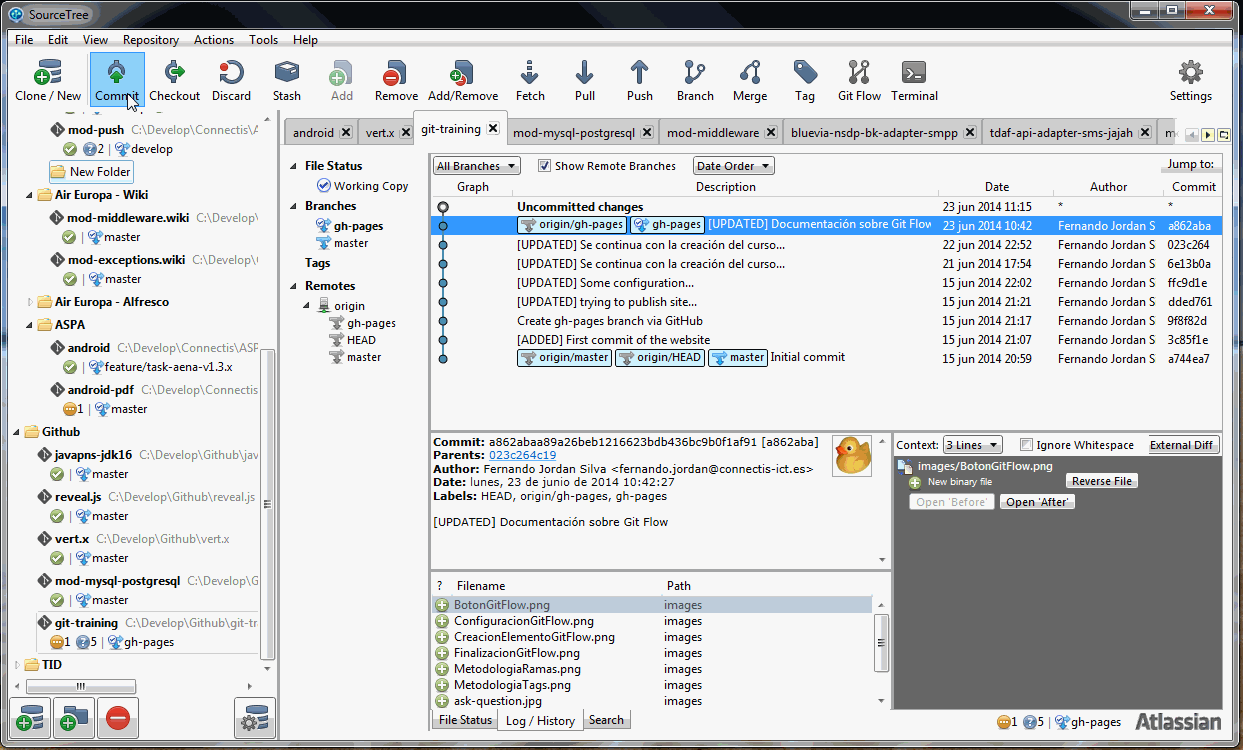 SourceTree
File Edit View Repository Actions Tools Help
Clone / New Commit Checkout Discard Stash Add Remove Add/Remove Fetch Pull Push Branch Merge Tag Git Flow Terminal Settings
mod-push C:\Develop\Connectis\A
2 | develop
New Folder
Air Europa - Wiki
mod-middleware.wiki C:\Develop\
master
mod-exceptions.wiki C:\Develop\
master
Air Europa - Alfresco
ASPA
android C:\Develop\Connectis\ASP
feature/task-aena-v1.3.x
android-pdf C:\Develop\Connectis
1 | master
Github
javapns-jdk16 C:\Develop\Github\jav
master
reveal.js C:\Develop\Github\reveal.js
master
vert.x C:\Develop\Github\vert.x
master
mod-mysql-postgresql C:\Develop\G
master
git-training C:\Develop\Github\git-tr
1 5 | gh-pages
TID
android vert.x git-training mod-mysql-postgresql mod-middleware bluevia-nsdp-bk-adapter-smpp tdaf-api-adapter-sms-jajah m
File Status
Working Copy
Branches
gh-pages
master
Tags
Remotes
origin
gh-pages
HEAD
master
All Branches Show Remote Branches Date Order Jump to:
Graph Description Date Author Commit
Uncommitted changes 23 jun 2014 11:15 * *
origin/gh-pages gh-pages [UPDATED] Documentación sobre Git Flow 23 jun 2014 10:42 Fernando Jordan S a862aba
[UPDATED] Se continua con la creación del curso... 22 jun 2014 22:52 Fernando Jordan S 023c264
[UPDATED] Se continua con la creación del curso... 21 jun 2014 17:54 Fernando Jordan S 6e13b0a
[UPDATED] Some configuration... 15 jun 2014 22:02 Fernando Jordan S ffc9d1e
[UPDATED] trying to publish site... 15 jun 2014 21:21 Fernando Jordan S dded761
Create gh-pages branch via GitHub 15 jun 2014 21:17 Fernando Jordan S 9f8f82d
[ADDED] First commit of the website 15 jun 2014 21:07 Fernando Jordan S 3c85f1e
origin/master origin/HEAD master Initial commit 15 jun 2014 20:59 Fernando Jordan S a744ea7
Commit: a862abaa89a26beb1216623bdb436bc9b0f1af91 [a862aba]
Parents: 023c264c19
Author: Fernando Jordan Silva <fernando.jordan@connectis-ict.es>
Date: lunes, 23 de junio de 2014 10:42:27
Labels: HEAD, origin/gh-pages, gh-pages
[UPDATED] Documentación sobre Git Flow
? Filename Path
BotonGitFlow.png images
ConfiguracionGitFlow.png images
CreacionElementoGitFlow.png images
FinalizacionGitFlow.png images
MetodologiaRamas.png images
MetodologiaTags.png images
ask-question.jpg images
File Status Log / History Search
Context: 3 Lines Ignore Whitespace External Diff
images/BotonGitFlow.png
New binary file Reverse File
Open 'Before' Open 'After'
1 5 | gh-pages Atlassian